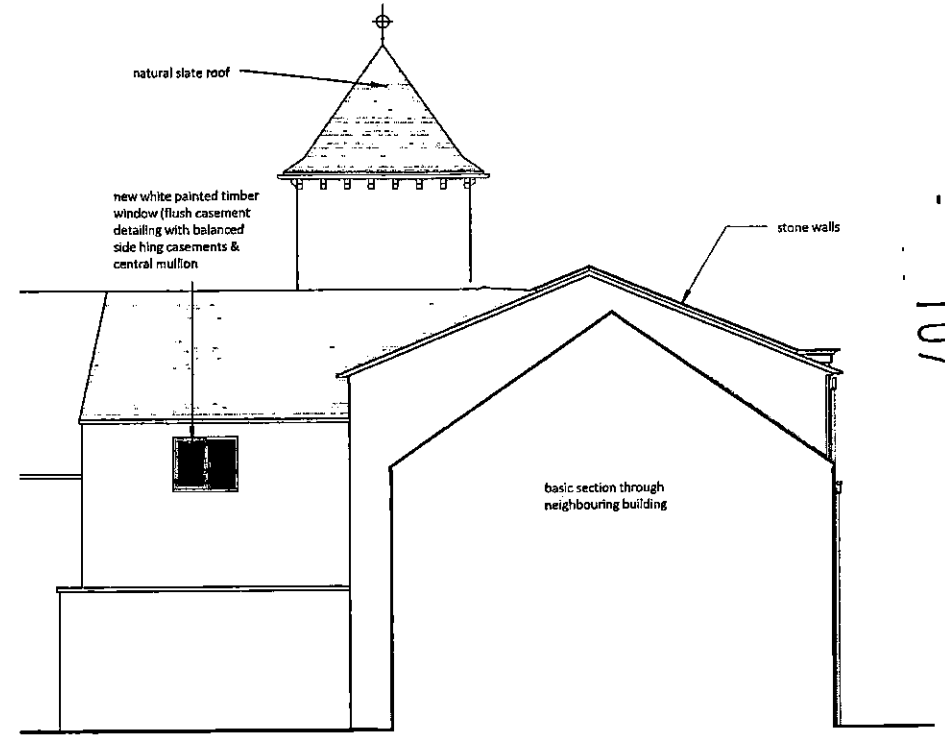 natural slate roof
new white painted timber
window (flush casement
detailing with balanced
side hing casements &
central mullion
stone walls
basic section through
neighbouring building